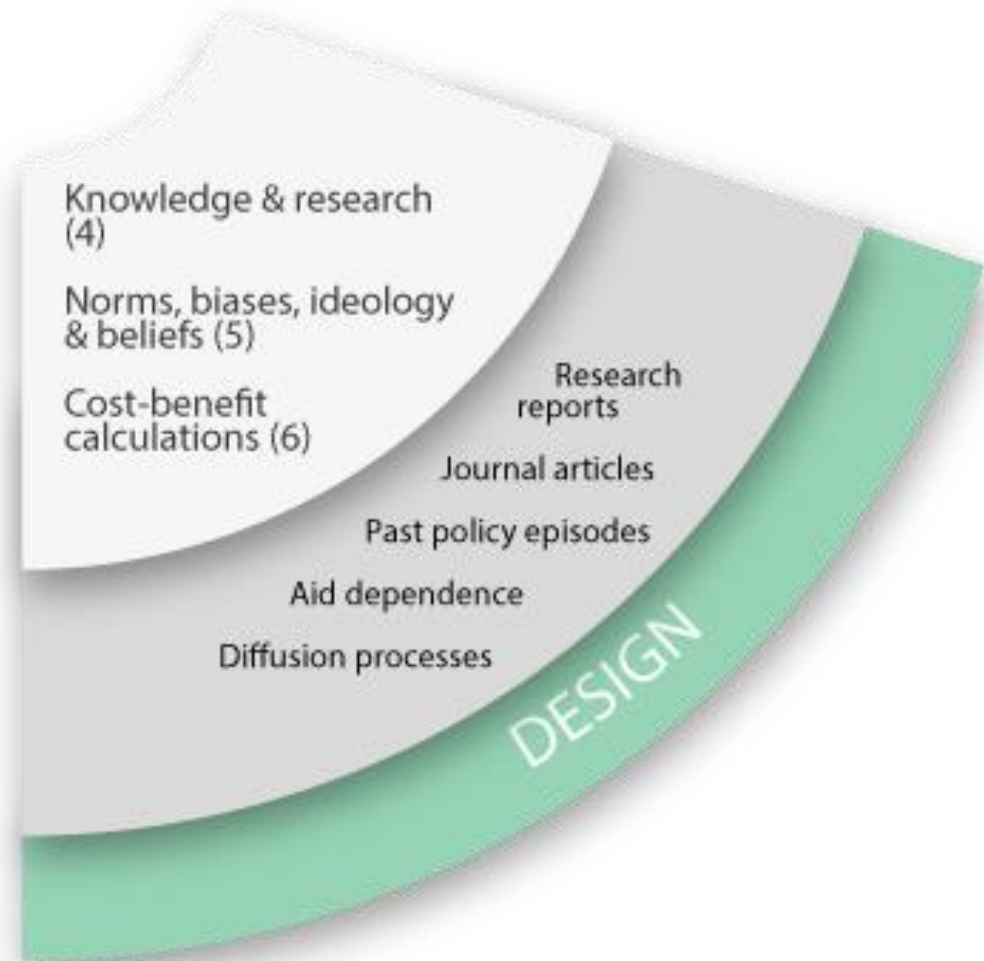 Knowledge & research
(4)
Norms, biases, ideology
& beliefs (5)
Cost-benefit
calculations (6)
Research
reports
Journal articles
Past policy episodes
Aid dependence
Diffusion processes
DESIGN